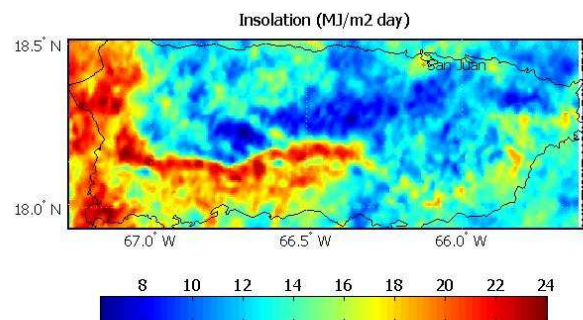 Insolation (MJ/m2 day)
18.5° N
San Juan
18.0° N
67.0° W 66.5° W 66.0° W
8 10 12 14 16 18 20 22 24